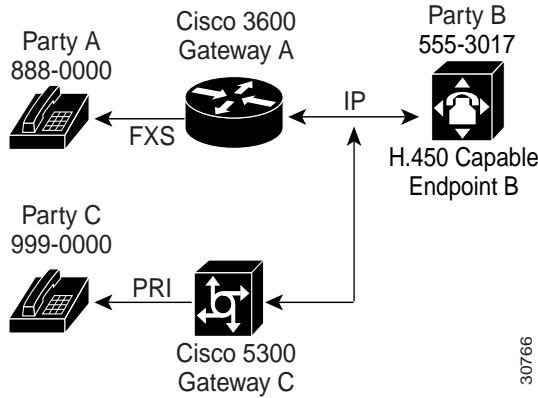 Party A
888-0000
Cisco 3600
Gateway A
Party B
555-3017
IP
FXS
H.450 Capable
Endpoint B
Party C
999-0000
PRI
Cisco 5300
Gateway C
30766